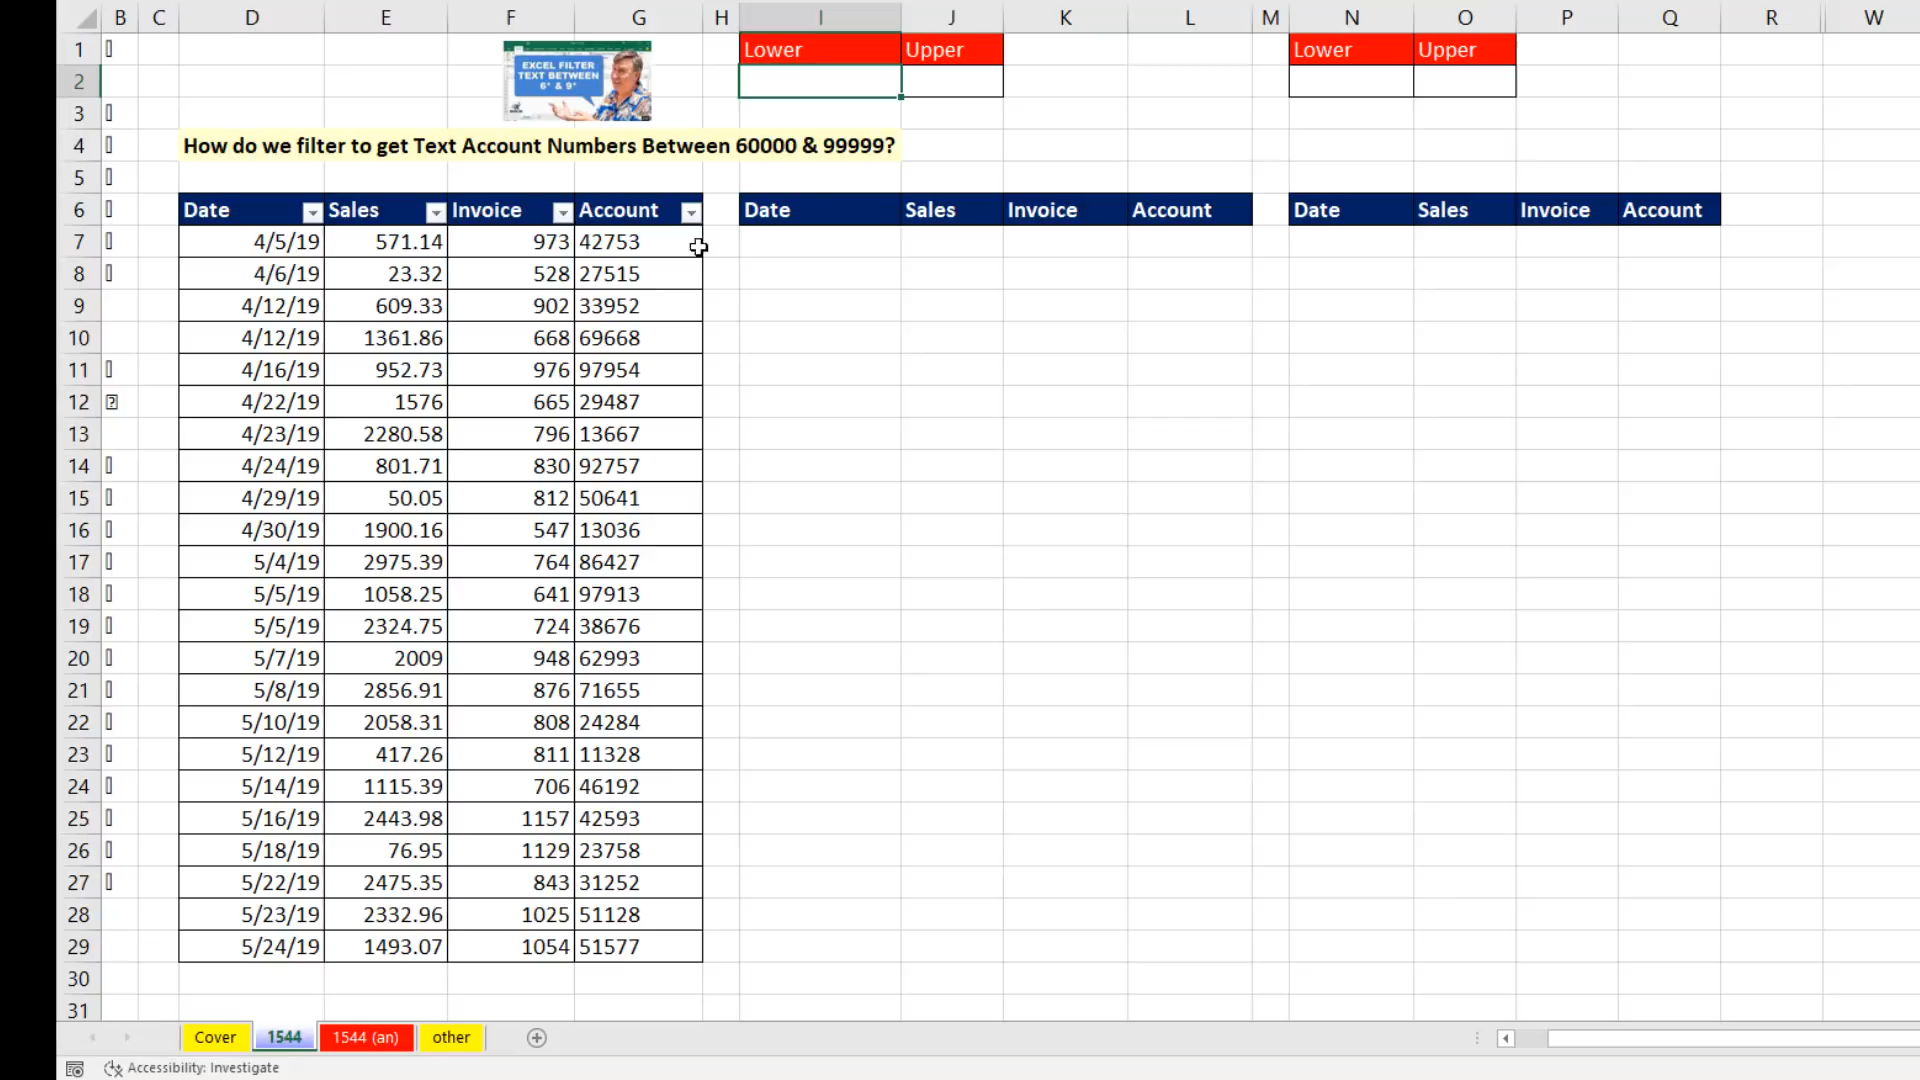 B C D E F G H I J K L M N O P Q R W
1 Lower Upper Lower Upper
EXCEL FILTER
TEXT BETWEEN
6* & 9*
2
3
4 How do we filter to get Text Account Numbers Between 60000 & 99999?
5
6 Date Sales Invoice Account Date Sales Invoice Account Date Sales Invoice Account
7 4/5/19 571.14 973 42753
8 4/6/19 23.32 528 27515
9 4/12/19 609.33 902 33952
10 4/12/19 1361.86 668 69668
11 4/16/19 952.73 976 97954
12 4/22/19 1576 665 29487
13 4/23/19 2280.58 796 13667
14 4/24/19 801.71 830 92757
15 4/29/19 50.05 812 50641
16 4/30/19 1900.16 547 13036
17 5/4/19 2975.39 764 86427
18 5/5/19 1058.25 641 97913
19 5/5/19 2324.75 724 38676
20 5/7/19 2009 948 62993
21 5/8/19 2856.91 876 71655
22 5/10/19 2058.31 808 24284
23 5/12/19 417.26 811 11328
24 5/14/19 1115.39 706 46192
25 5/16/19 2443.98 1157 42593
26 5/18/19 76.95 1129 23758
27 5/22/19 2475.35 843 31252
28 5/23/19 2332.96 1025 51128
29 5/24/19 1493.07 1054 51577
30
31
Cover 1544 1544 (an) other
Accessibility: Investigate